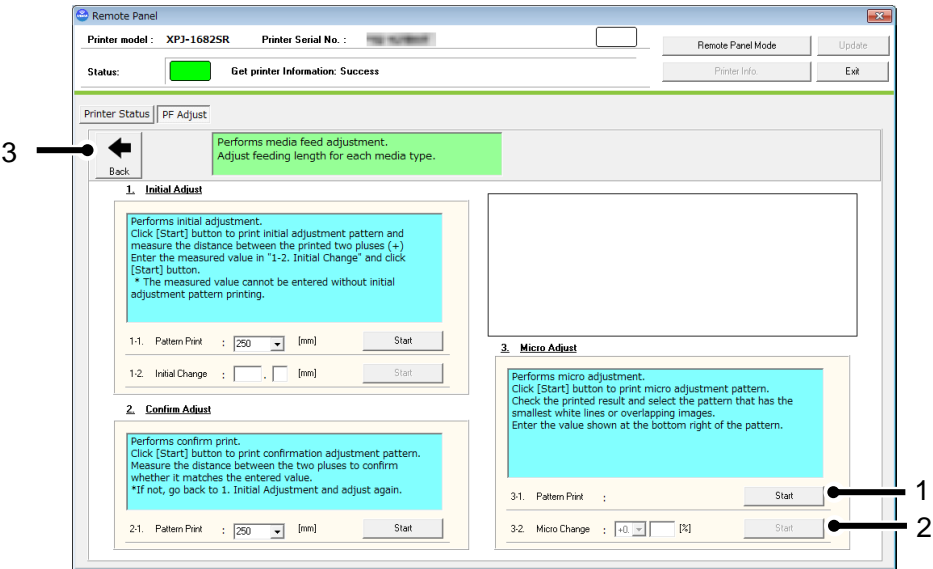 Remote Panel
Printer model : XPJ-1682SR Printer Serial No. :
Remote Panel Mode Update
Status: Get printer Information: Success
Printer Info. Exit
Printer Status PF Adjust
3
Back
Performs media feed adjustment.
Adjust feeding length for each media type.
1. Initial Adjust
Performs initial adjustment.
Click [Start] button to print initial adjustment pattern and
measure the distance between the printed two pluses (+)
Enter the measured value in "1-2. Initial Change" and click
[Start] button.
* The measured value cannot be entered without initial
adjustment pattern printing.
1-1. Pattern Print : 250 [mm] Start
1-2. Initial Change : . [mm] Start
2. Confirm Adjust
Performs confirm print.
Click [Start] button to print confirmation adjustment pattern.
Measure the distance between the two pluses to confirm
whether it matches the entered value.
*If not, go back to 1. Initial Adjustment and adjust again.
2-1. Pattern Print : 250 [mm] Start
3. Micro Adjust
Performs micro adjustment.
Click [Start] button to print micro adjustment pattern.
Check the printed result and select the pattern that has the
smallest white lines or overlapping images.
Enter the value shown at the bottom right of the pattern.
3-1. Pattern Print : Start
1
3-2. Micro Change : +0. [%] Start
2